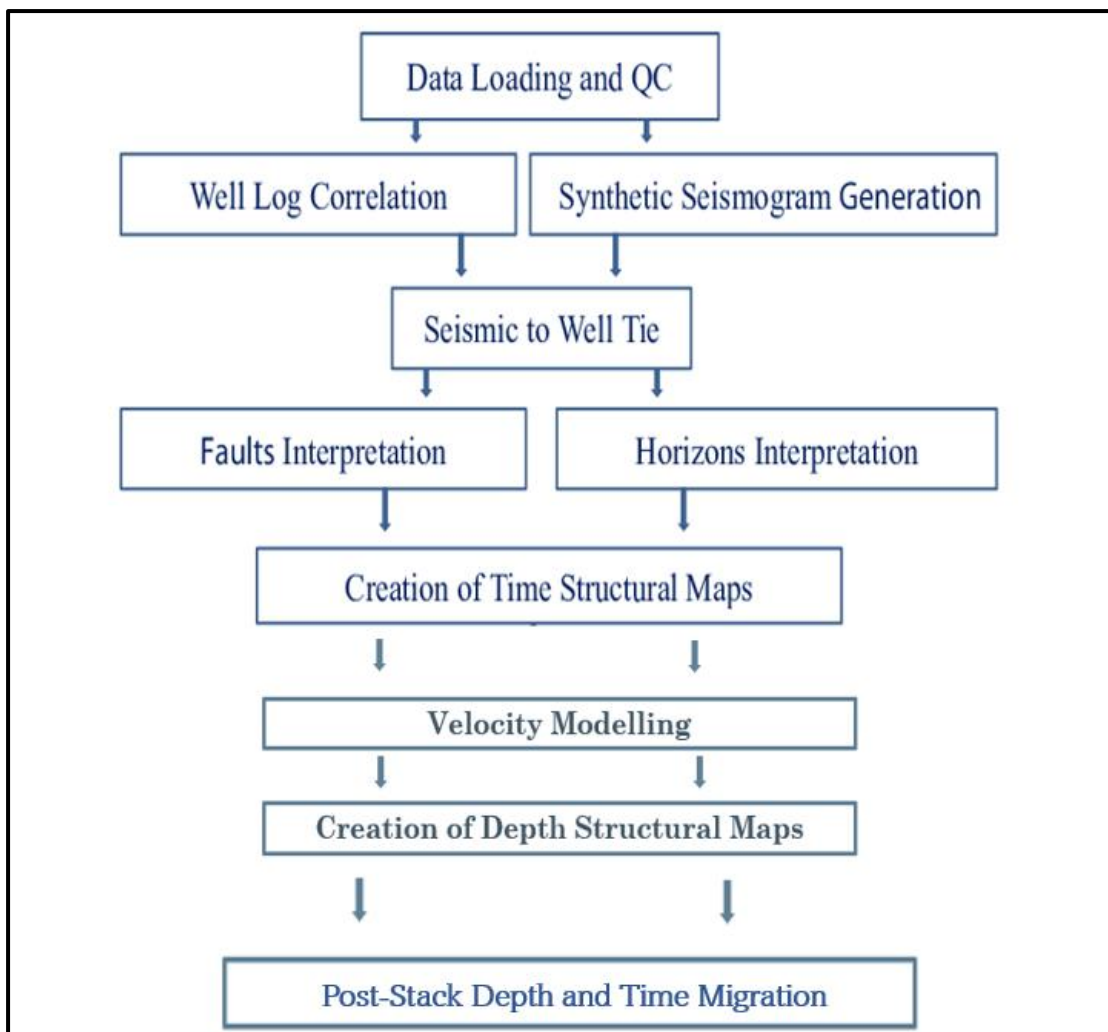 Data Loading and QC
Well Log Correlation
Synthetic Seismogram Generation
Seismic to Well Tie
Faults Interpretation
Horizons Interpretation
Creation of Time Structural Maps
Velocity Modelling
Creation of Depth Structural Maps
Post-Stack Depth and Time Migration